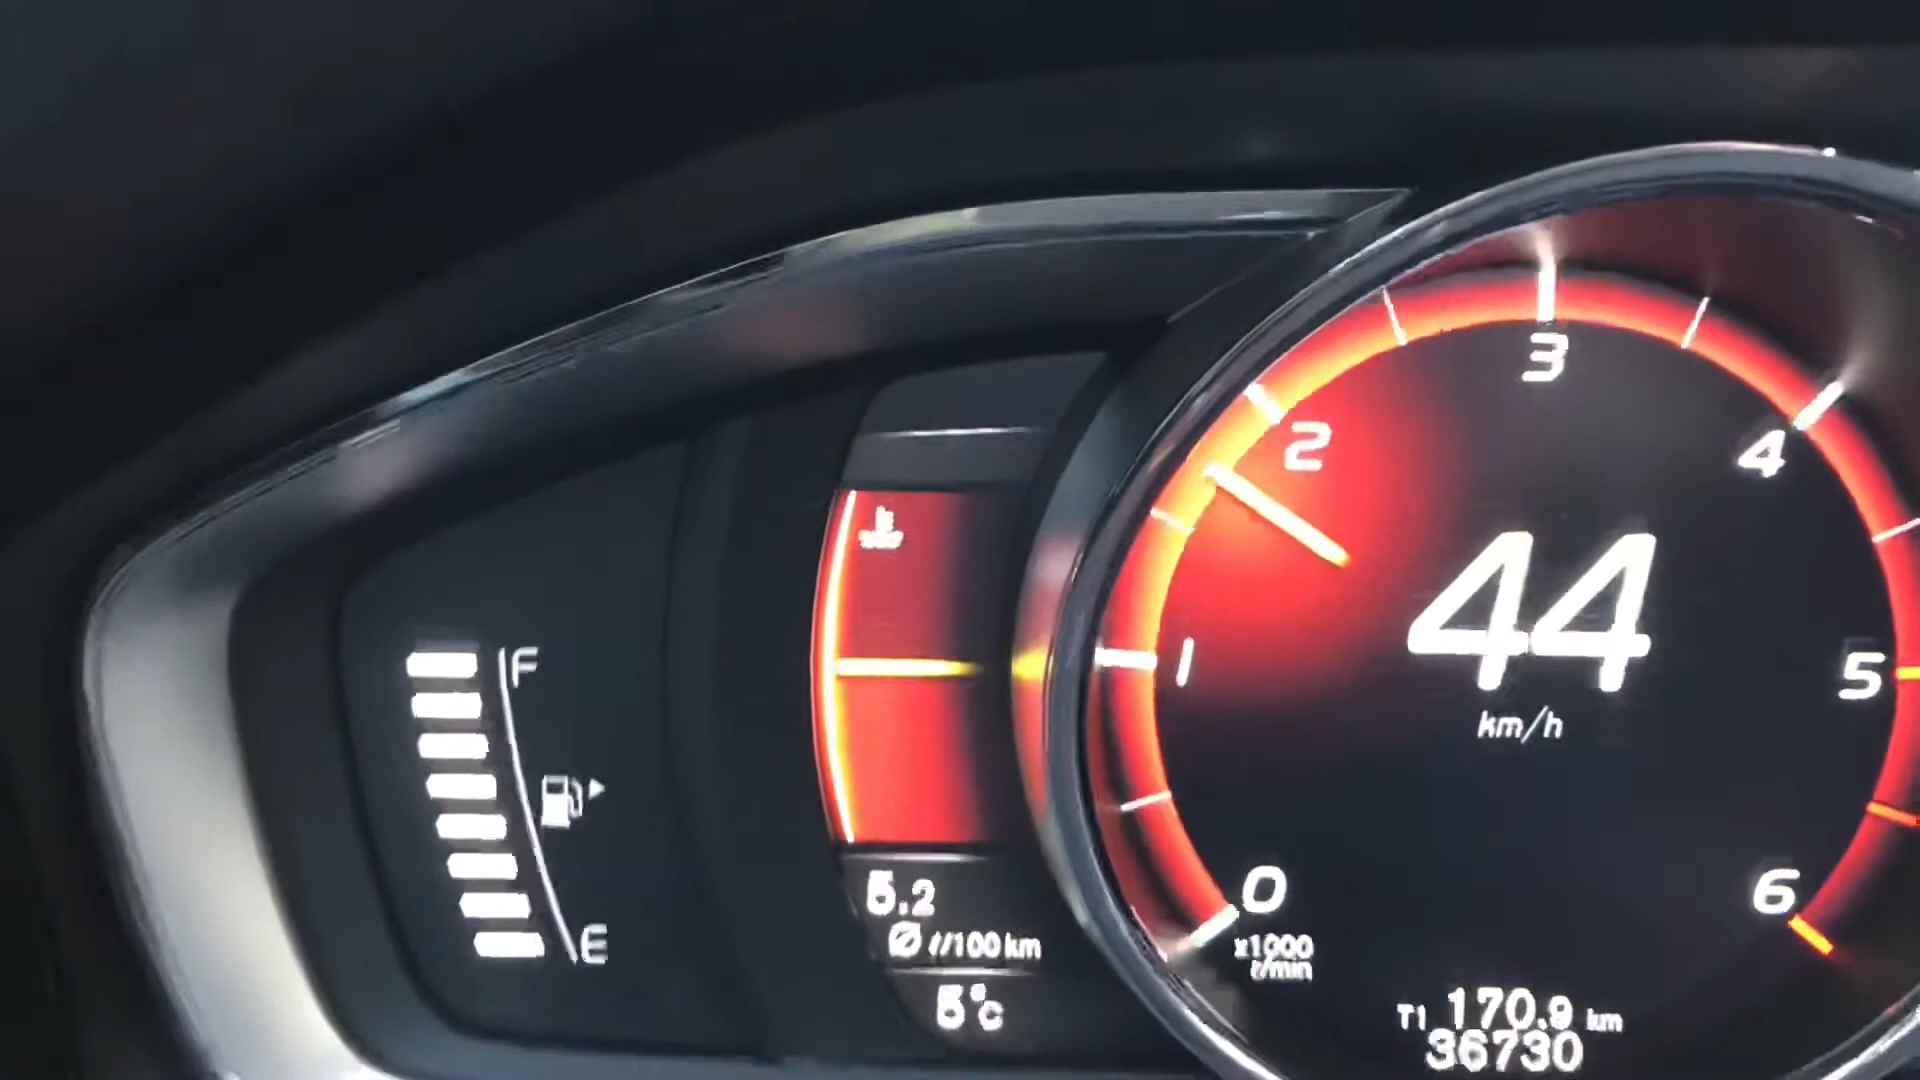 F
E
5.2
Ø ℓ/100 km
5°c
0
1
2
3
4
5
6
x1000
r/min
44
km/h
T1 170.9 km
36730